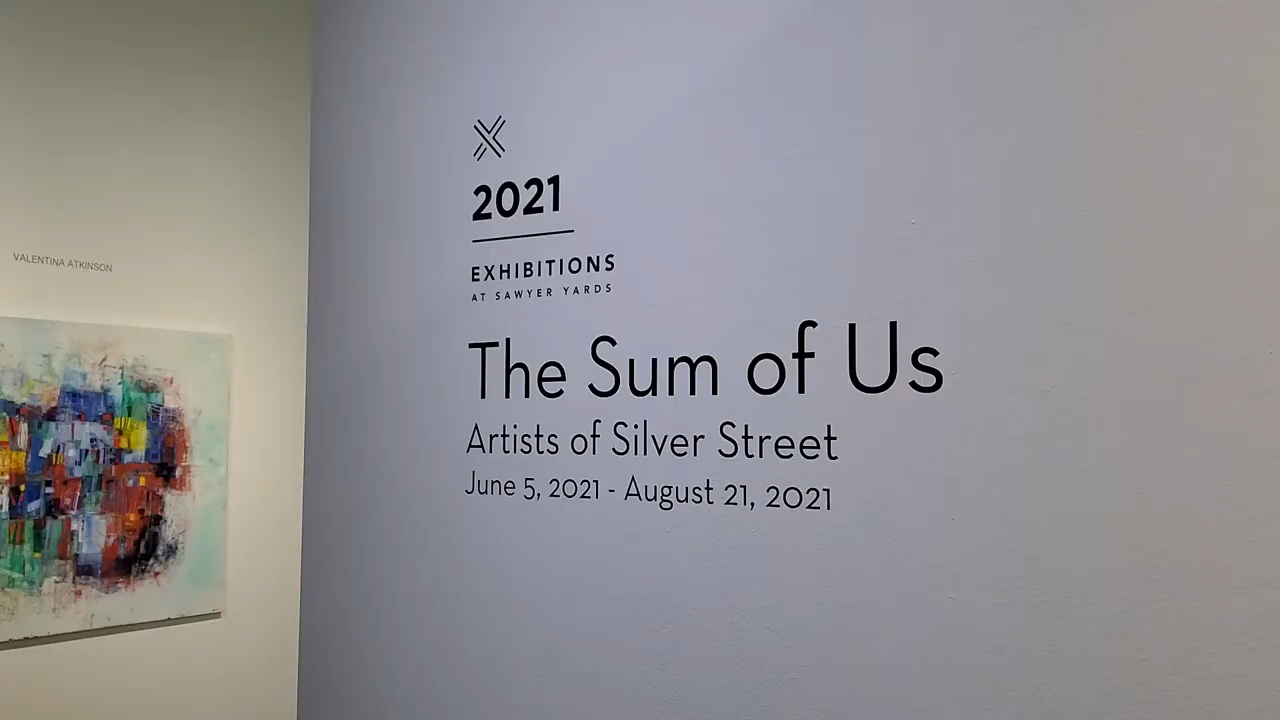 VALENTINA ATKINSON
2021
EXHIBITIONS
AT SAWYER YARDS
The Sum of Us
Artists of Silver Street
June 5, 2021 - August 21, 2021